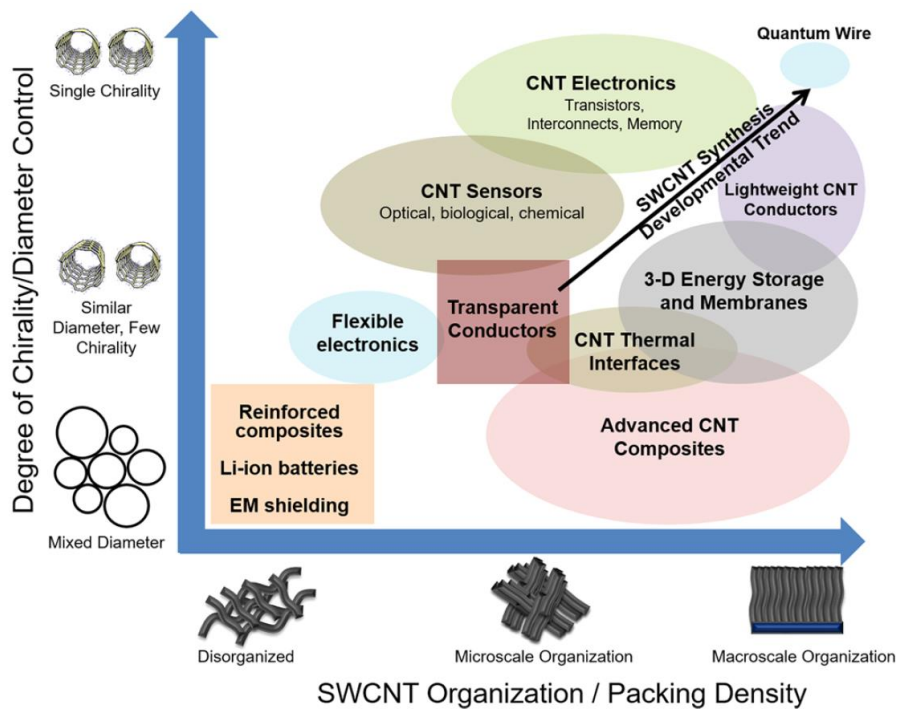 Degree of Chirality/Diameter Control
Single Chirality
Similar
Diameter, Few
Chirality
Mixed Diameter
Quantum Wire
CNT Electronics
Transistors,
Interconnects, Memory
SWCNT Synthesis
Developmental Trend
CNT Sensors
Optical, biological, chemical
Lightweight CNT
Conductors
3-D Energy Storage
and Membranes
Transparent
Conductors
Flexible
electronics
CNT Thermal
Interfaces
Reinforced
composites
Li-ion batteries
EM shielding
Advanced CNT
Composites
Disorganized
Microscale Organization
Macroscale Organization
SWCNT Organization / Packing Density